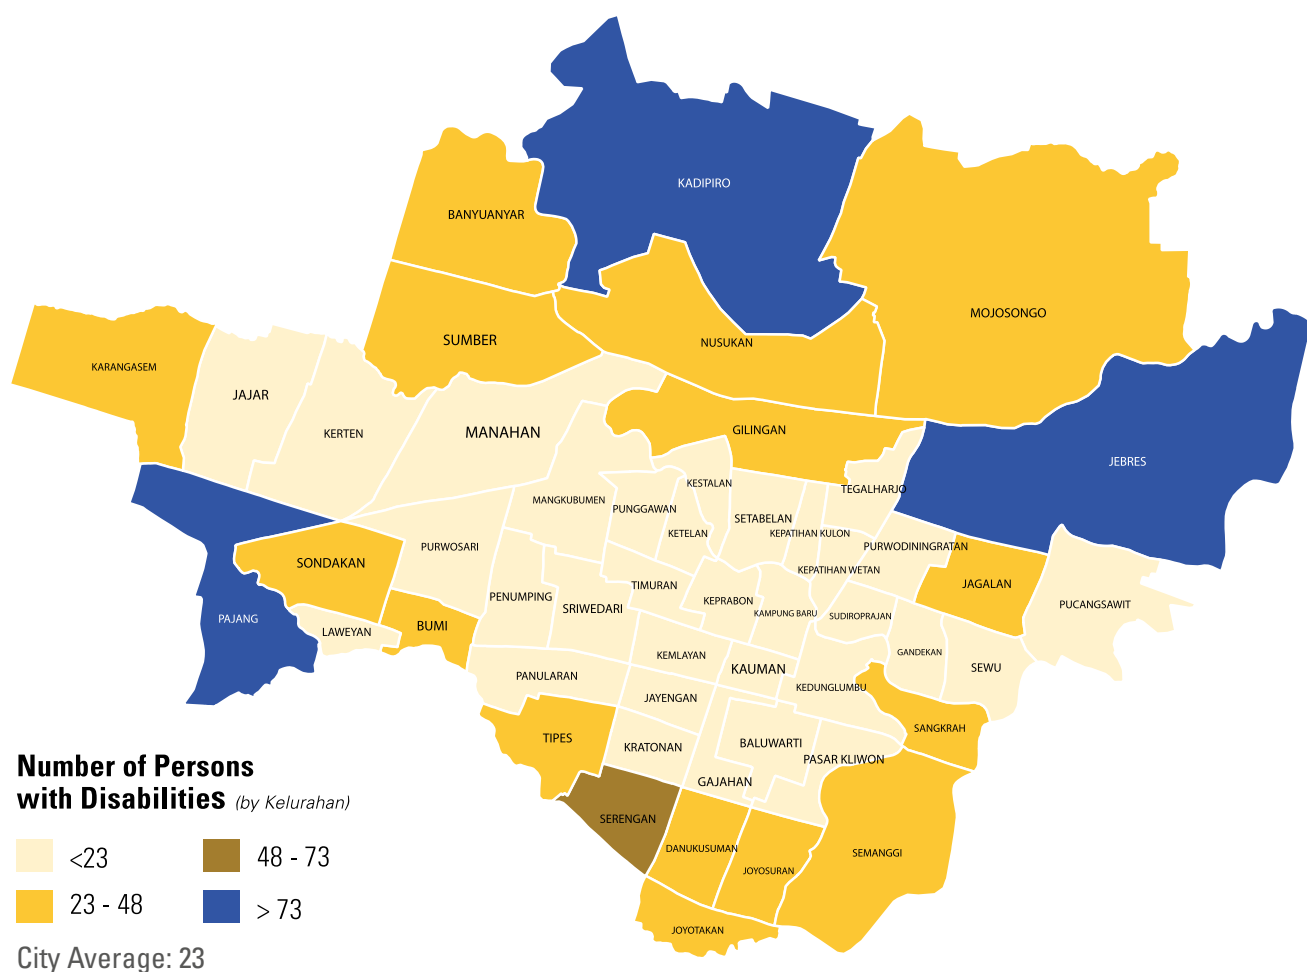 KADIPIRO
BANYUANYAR
MOJOSONGO
SUMBER
NUSUKAN
KARANGASEM
JAJAR
KERTEN
MANAHAN
GILINGAN
JEBRES
KESTALAN
TEGALHARJO
MANGKUBUMEN
PUNGGAWAN
SETABELAN
KETELAN
KEPATIHAN KULON
PURWOSARI
PURWODININGRATAN
SONDAKAN
KEPATIHAN WETAN
JAGALAN
TIMURAN
PENUMPING
SRIWEDARI
KEPRABON
KAMPUNG BARU
SUDIROPRAJAN
PUCANGSAWIT
PAJANG
LAWEYAN
BUMI
KEMLAYAN
GANDEKAN
KAUMAN
SEWU
PANULARAN
JAYENGAN
KEDUNGLUMBU
SANGKRAH
TIPES
KRATONAN
BALUWARTI
PASAR KLIWON
GAJAHAN
SERENGAN
DANUKUSUMAN
JOYOSURAN
SEMANGGI
JOYOTAKAN
Number of Persons
with Disabilities (by Kelurahan)
<23
48 - 73
23 - 48
> 73
City Average: 23